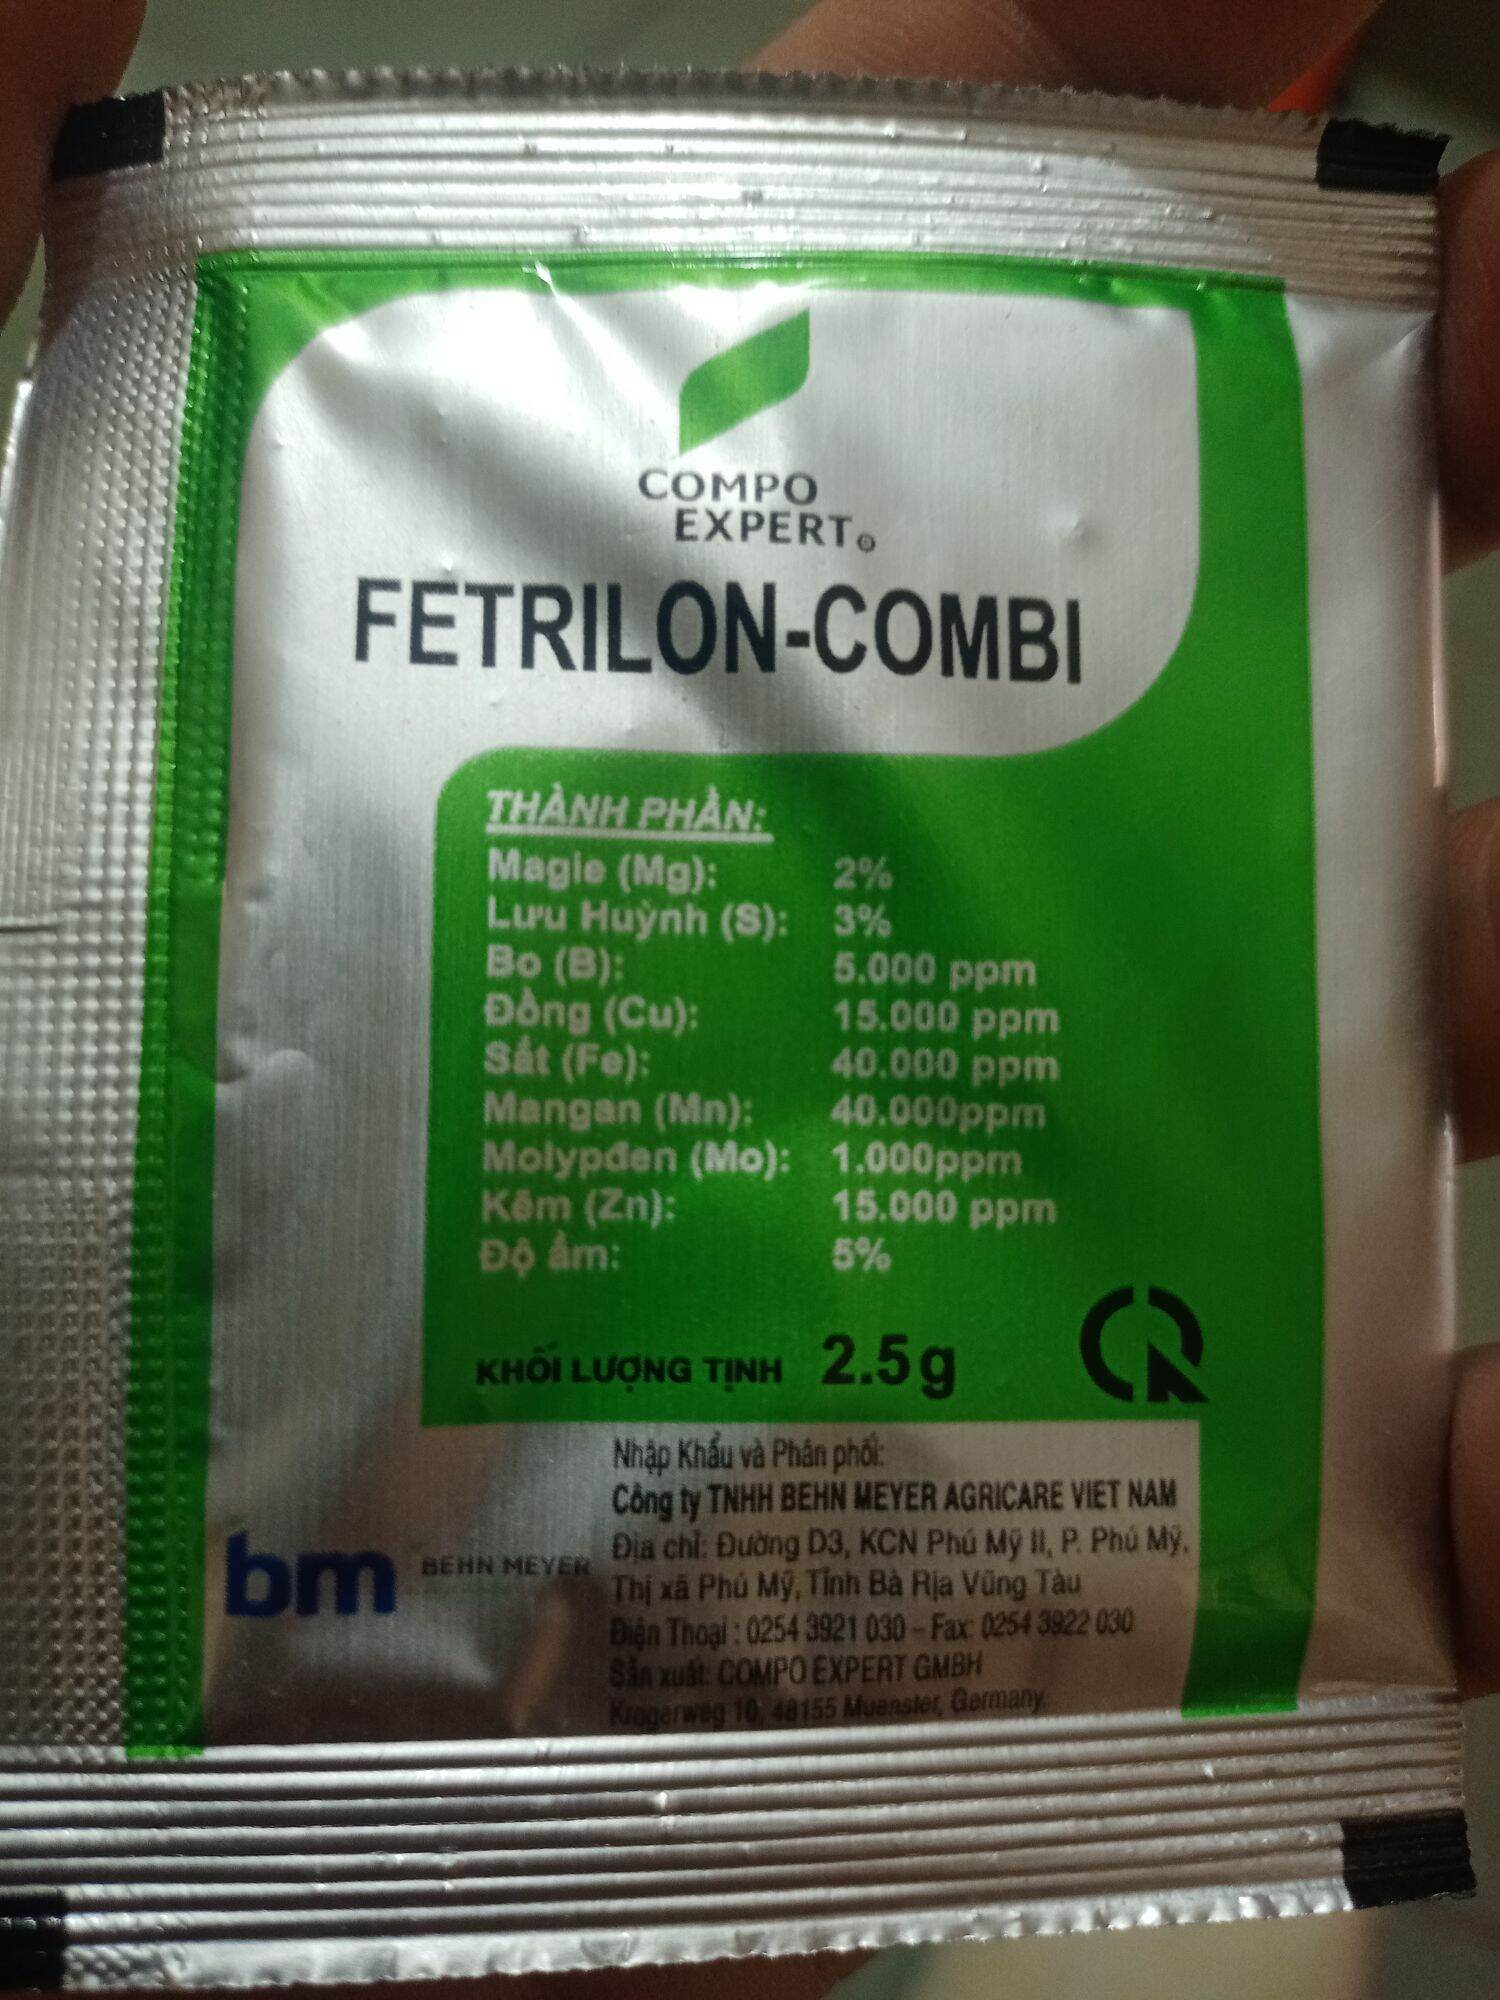 COMPO
EXPERT®
FETRILON-COMBI
THÀNH PHẦN:
Magie (Mg): 2%
Lưu Huỳnh (S): 3%
Bo (B): 5.000 ppm
Đồng (Cu): 15.000 ppm
Sắt (Fe): 40.000 ppm
Mangan (Mn): 40.000ppm
Molypđen (Mo): 1.000ppm
Kẽm (Zn): 15.000 ppm
Độ ẩm: 5%
KHỐI LƯỢNG TỊNH 2.5g
CR
Nhập Khẩu và Phân phối:
Công ty TNHH BEHN MEYER AGRICARE VIET NAM
Địa chỉ: Đường D3, KCN Phú Mỹ II, P. Phú Mỹ,
bm BEHN MEYER
Thị xã Phú Mỹ, Tỉnh Bà Rịa Vũng Tàu
Điện Thoại : 0254 3921 030 – Fax: 0254 3922 030
Sản xuất: COMPO EXPERT GMBH
Krogerweg 10, 48155 Muenster, Germany